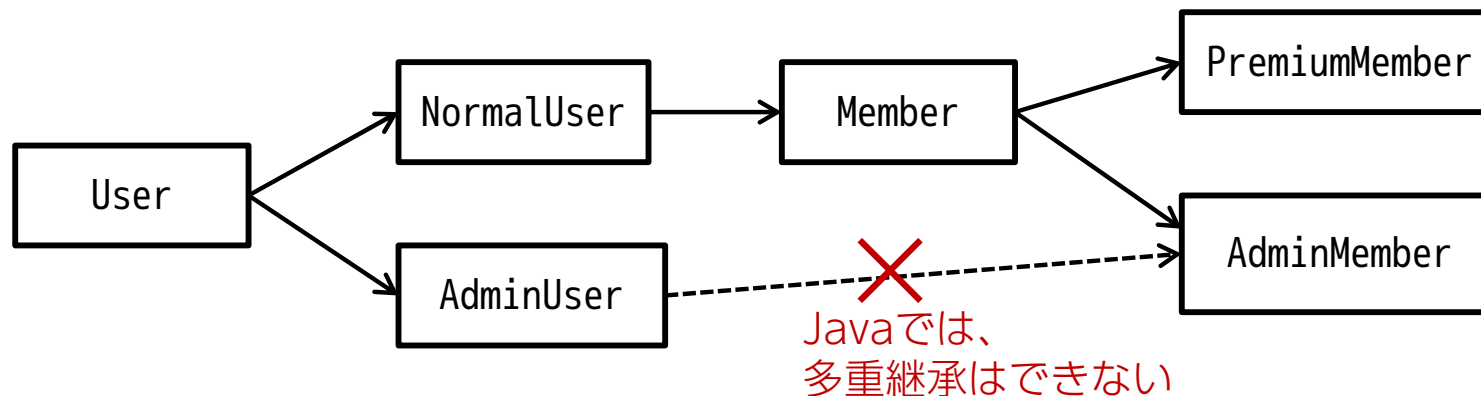 User
NormalUser
AdminUser
Member
PremiumMember
AdminMember
Javaでは、
多重継承はできない